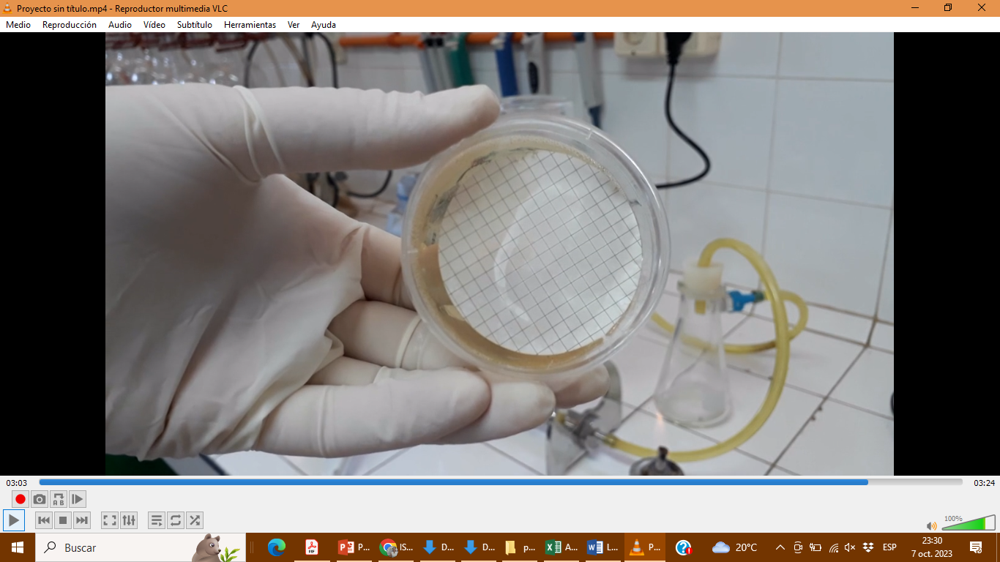 Proyecto sin título.mp4 - Reproductor multimedia VLC
Medio Reproducción Audio Vídeo Subtítulo Herramientas Ver Ayuda
03:03 03:24
A B
100%
Buscar
PDF
P...
IS...
D...
D...
p...
A...
L...
P...
20°C
ESP
23:30
7 oct. 2023